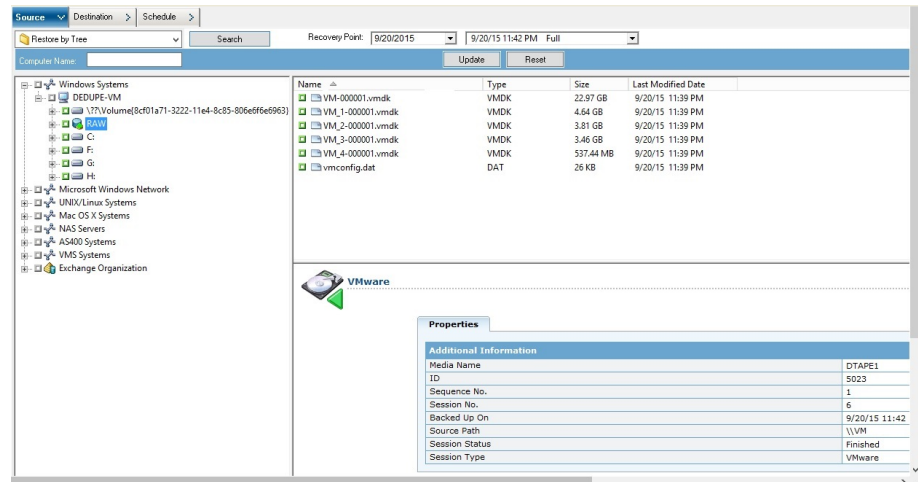 Source Destination > Schedule >
Restore by Tree Search Recovery Point: 9/20/2015 9/20/15 11:42 PM Full
Computer Name: Update Reset
Windows Systems
DEDUPE-VM
\??\Volume{8cf01a71-3222-11e4-8c85-806e6f6e6963}
RAW
C:
F:
G:
H:
Microsoft Windows Network
UNIX/Linux Systems
Mac OS X Systems
NAS Servers
AS400 Systems
VMS Systems
Exchange Organization
Name Type Size Last Modified Date
VM-000001.vmdk VMDK 22.97 GB 9/20/15 11:39 PM
VM_1-000001.vmdk VMDK 4.64 GB 9/20/15 11:39 PM
VM_2-000001.vmdk VMDK 3.81 GB 9/20/15 11:39 PM
VM_3-000001.vmdk VMDK 3.46 GB 9/20/15 11:39 PM
VM_4-000001.vmdk VMDK 537.44 MB 9/20/15 11:39 PM
vmconfig.dat DAT 26 KB 9/20/15 11:39 PM
VMware
Properties
Additional Information
Media Name DTAPE1
ID 5023
Sequence No. 1
Session No. 6
Backed Up On 9/20/15 11:42
Source Path \\VM
Session Status Finished
Session Type VMware